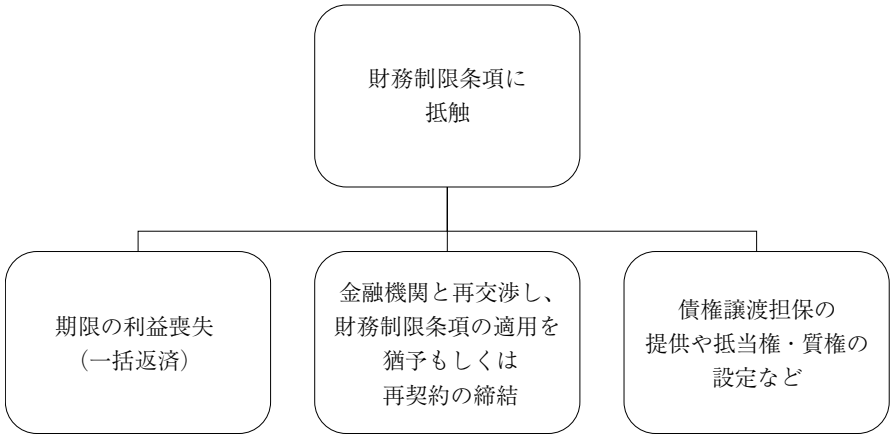 財務制限条項に
抵触
期限の利益喪失
（一括返済）
金融機関と再交渉し、
財務制限条項の適用を
猶予もしくは
再契約の締結
債権譲渡担保の
提供や抵当権・質権の
設定など